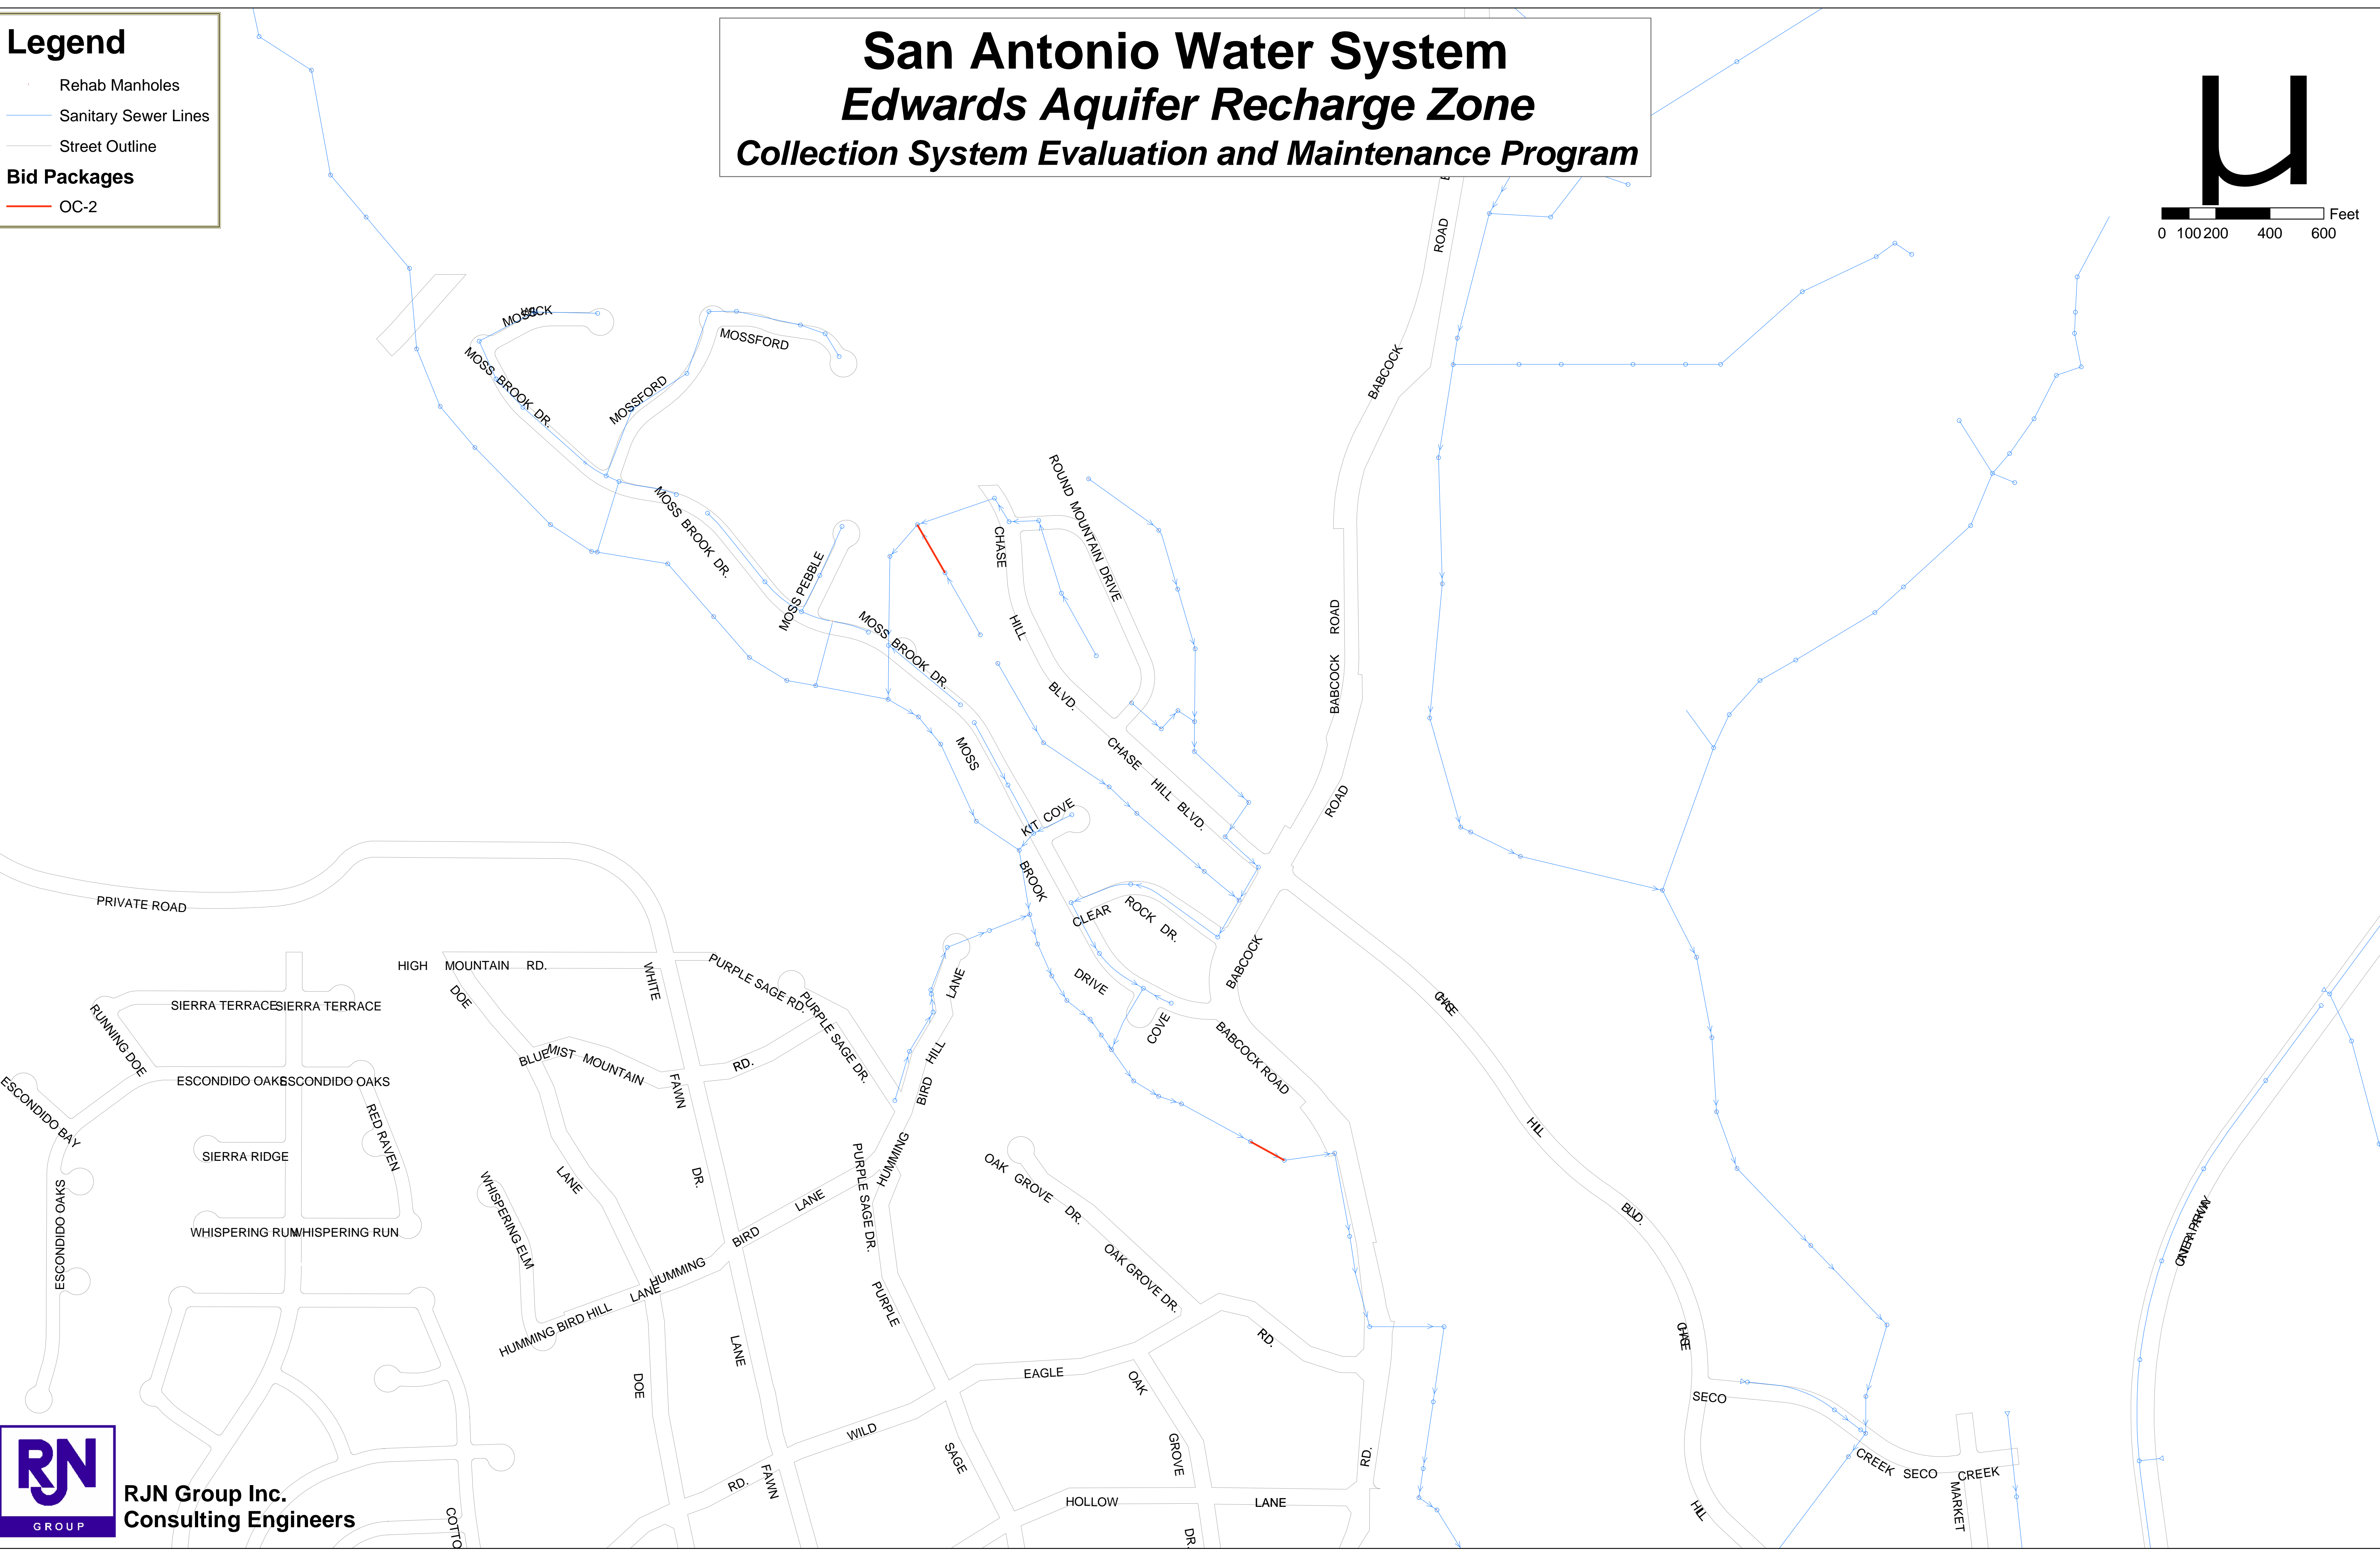 Legend
Rehab Manholes
Sanitary Sewer Lines
Street Outline
Bid Packages
OC-2
San Antonio Water System
Edwards Aquifer Recharge Zone
Collection System Evaluation and Maintenance Program
µ
Feet
0 100 200 400 600
ROAD
BABCOCK
MOSS
WICK
MOSSFORD
MOSS BROOK DR.
MOSSFORD
MOSS BROOK DR.
MOSS PEBBLE
MOSS BROOK DR.
ROUND MOUNTAIN DRIVE
CHASE
HILL
BLVD.
CHASE HILL BLVD.
BABCOCK ROAD
ROAD
MOSS
KIT COVE
BROOK
CLEAR
ROCK DR.
DRIVE
COVE
BABCOCK
BABCOCK ROAD
PRIVATE ROAD
HIGH MOUNTAIN RD.
WHITE
PURPLE SAGE RD.
PURPLE SAGE DR.
LANE
HILL
BIRD
HUMMING
DOE
SIERRA TERRACE
SIERRA TERRACE
RUNNING DOE
BLUE
MIST MOUNTAIN
RD.
FAWN
DR.
ESCONDIDO OAKS
ESCONDIDO OAKS
ESCONDIDO BAY
RED RAVEN
SIERRA RIDGE
ESCONDIDO OAKS
WHISPERING RUN
WHISPERING RUN
WHISPERING ELM
LANE
PURPLE SAGE DR.
LANE
BIRD
HUMMING
LANE
HUMMING BIRD HILL
OAK GROVE DR.
OAK GROVE DR.
PURPLE
LANE
DOE
EAGLE
RD.
OAK
GROVE
DR.
WILD
RD.
FAWN
SAGE
HOLLOW
LANE
RD.
CHASE
HILL
BLVD.
CHASE
HILL
SECO
CREEK
SECO
CREEK
MARKET
PARKWAY
COTTO
RJN
GROUP
RJN Group Inc.
Consulting Engineers